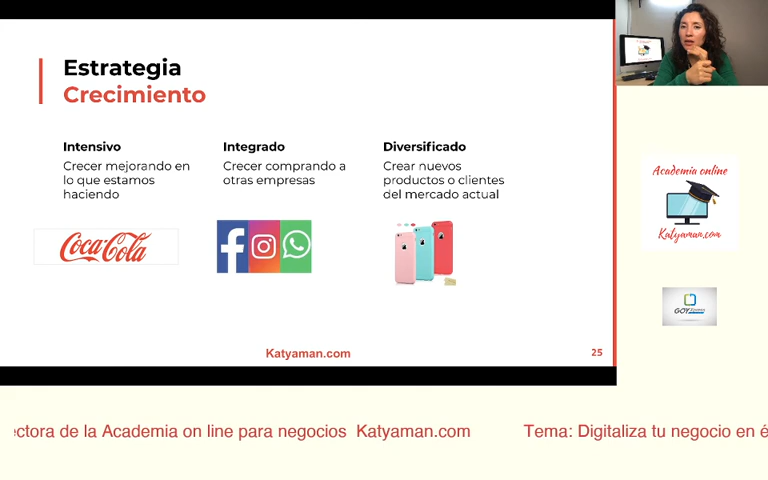 Estrategia
Crecimiento
Intensivo
Crecer mejorando en
lo que estamos
haciendo
Integrado
Crecer comprando a
otras empresas
Diversificado
Crear nuevos
productos o clientes
del mercado actual
Coca-Cola
Katyaman.com
25
Academia online
Katyaman.com
ectora de la Academia on line para negocios Katyaman.com
Tema: Digitaliza tu negocio en é